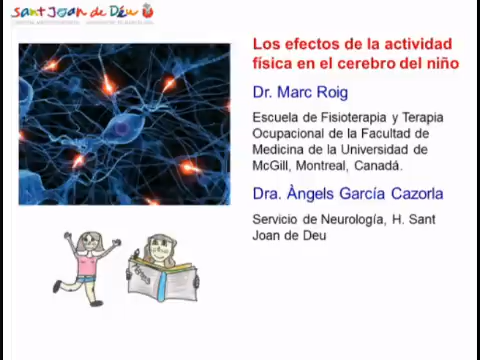 Sant Joan de Déu
Los efectos de la actividad
física en el cerebro del niño
Dr. Marc Roig
Escuela de Fisioterapia y Terapia
Ocupacional de la Facultad de
Medicina de la Universidad de
McGill, Montreal, Canadá.
Dra. Àngels García Cazorla
Servicio de Neurología, H. Sant
Joan de Deu